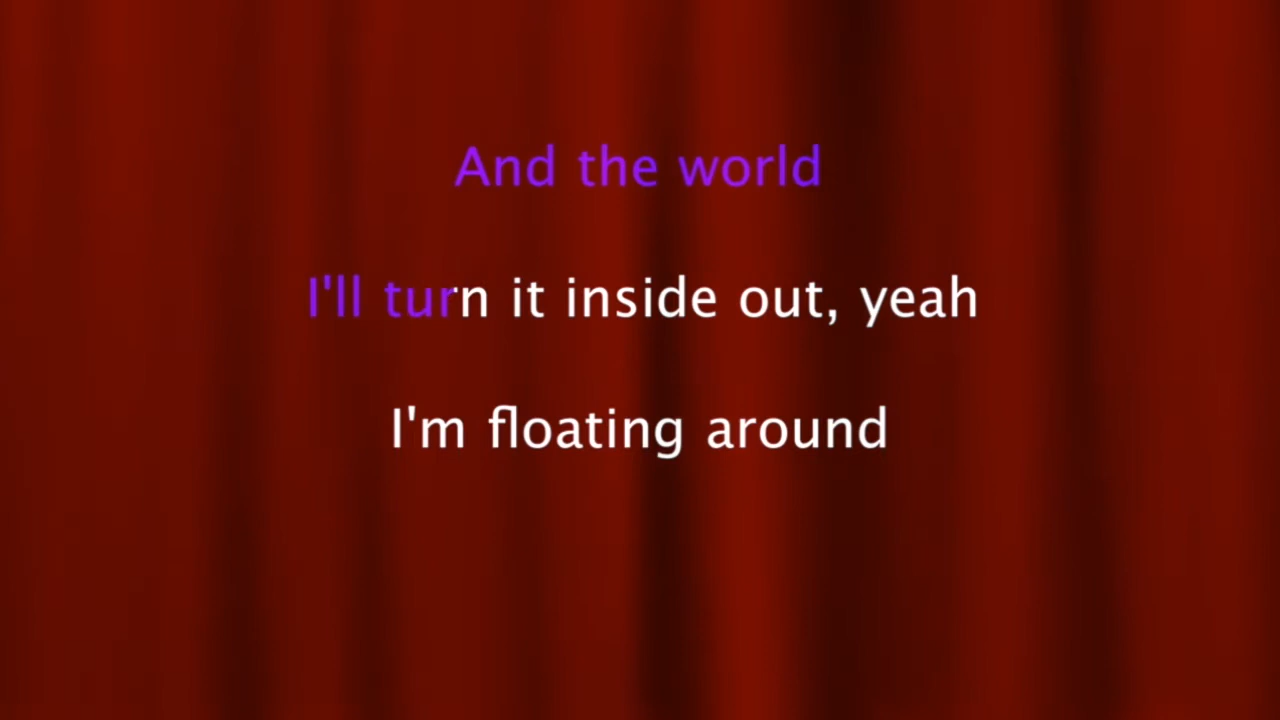 And the world
I'll turn it inside out, yeah
I'm floating around